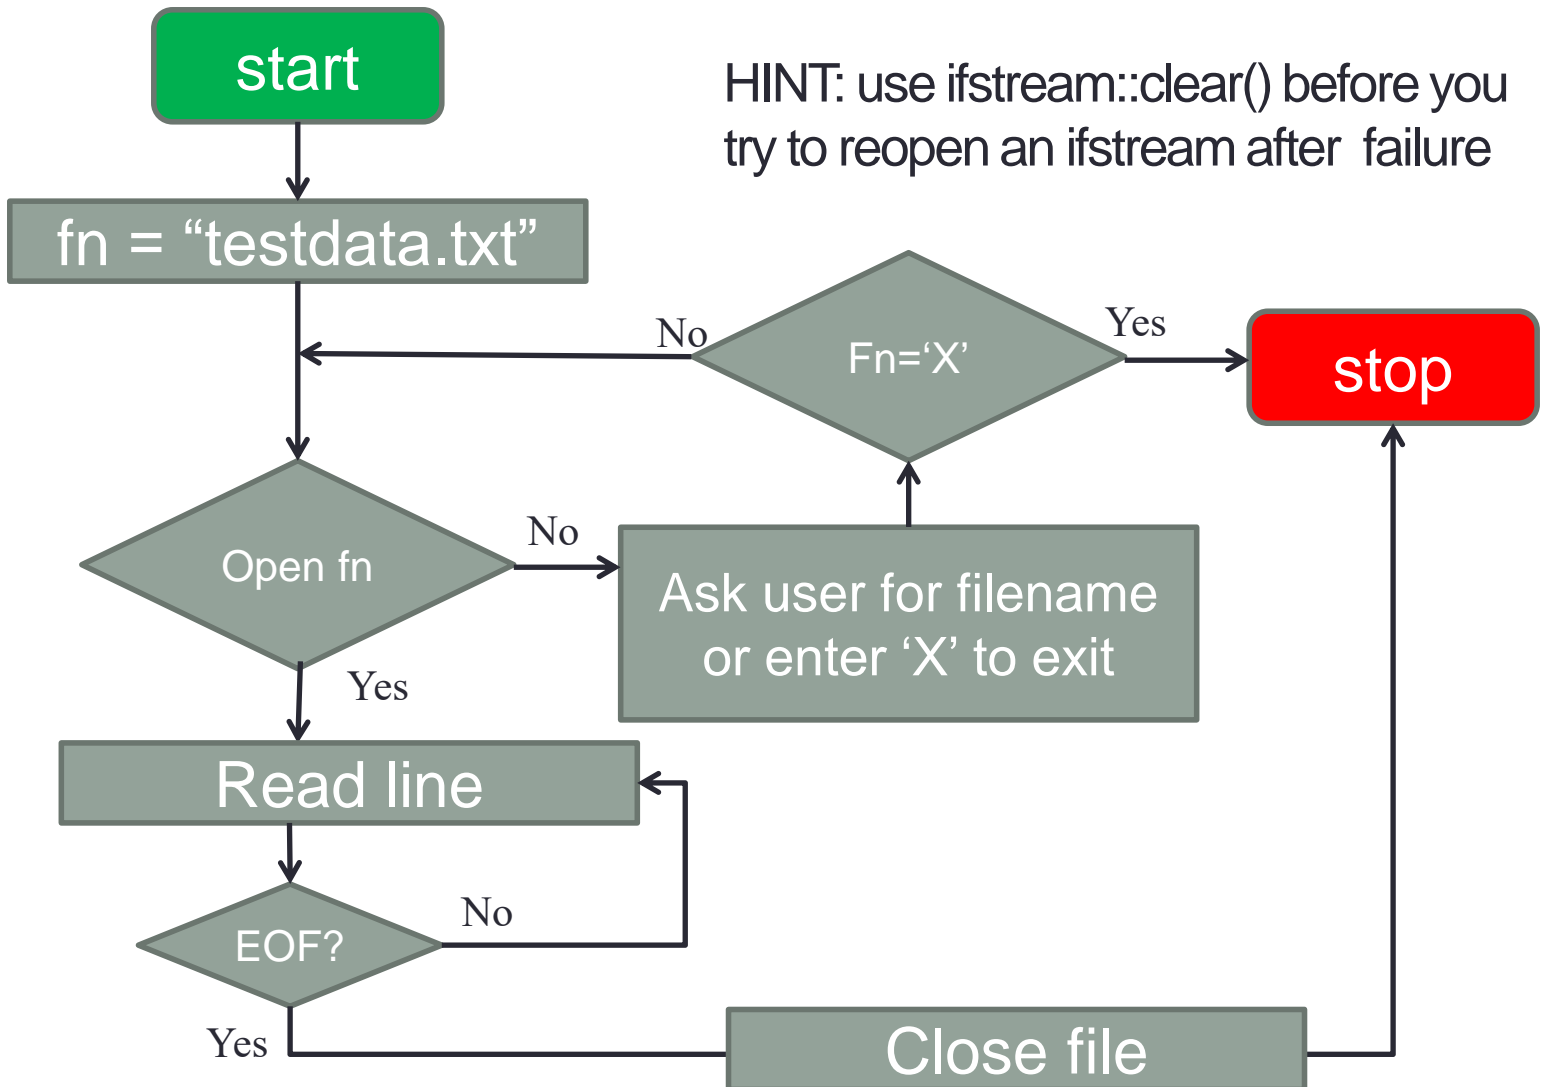 start
HINT: use ifstream::clear() before you
try to reopen an ifstream after failure
fn = “testdata.txt”
No
Fn=‘X’
Yes
stop
Open fn
No
Ask user for filename
or enter ‘X’ to exit
Yes
Read line
EOF?
No
Yes
Close file